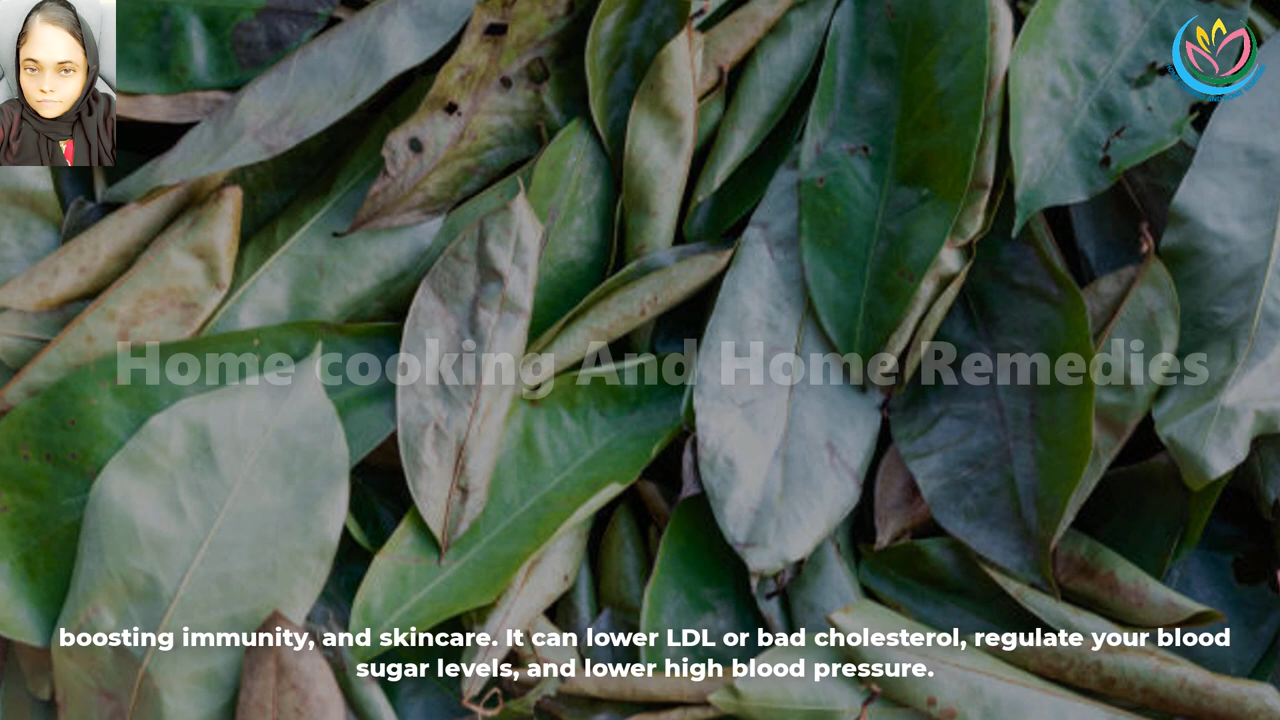 Home cooking And Home Remedies
boosting immunity, and skincare. It can lower LDL or bad cholesterol, regulate your blood
sugar levels, and lower high blood pressure.